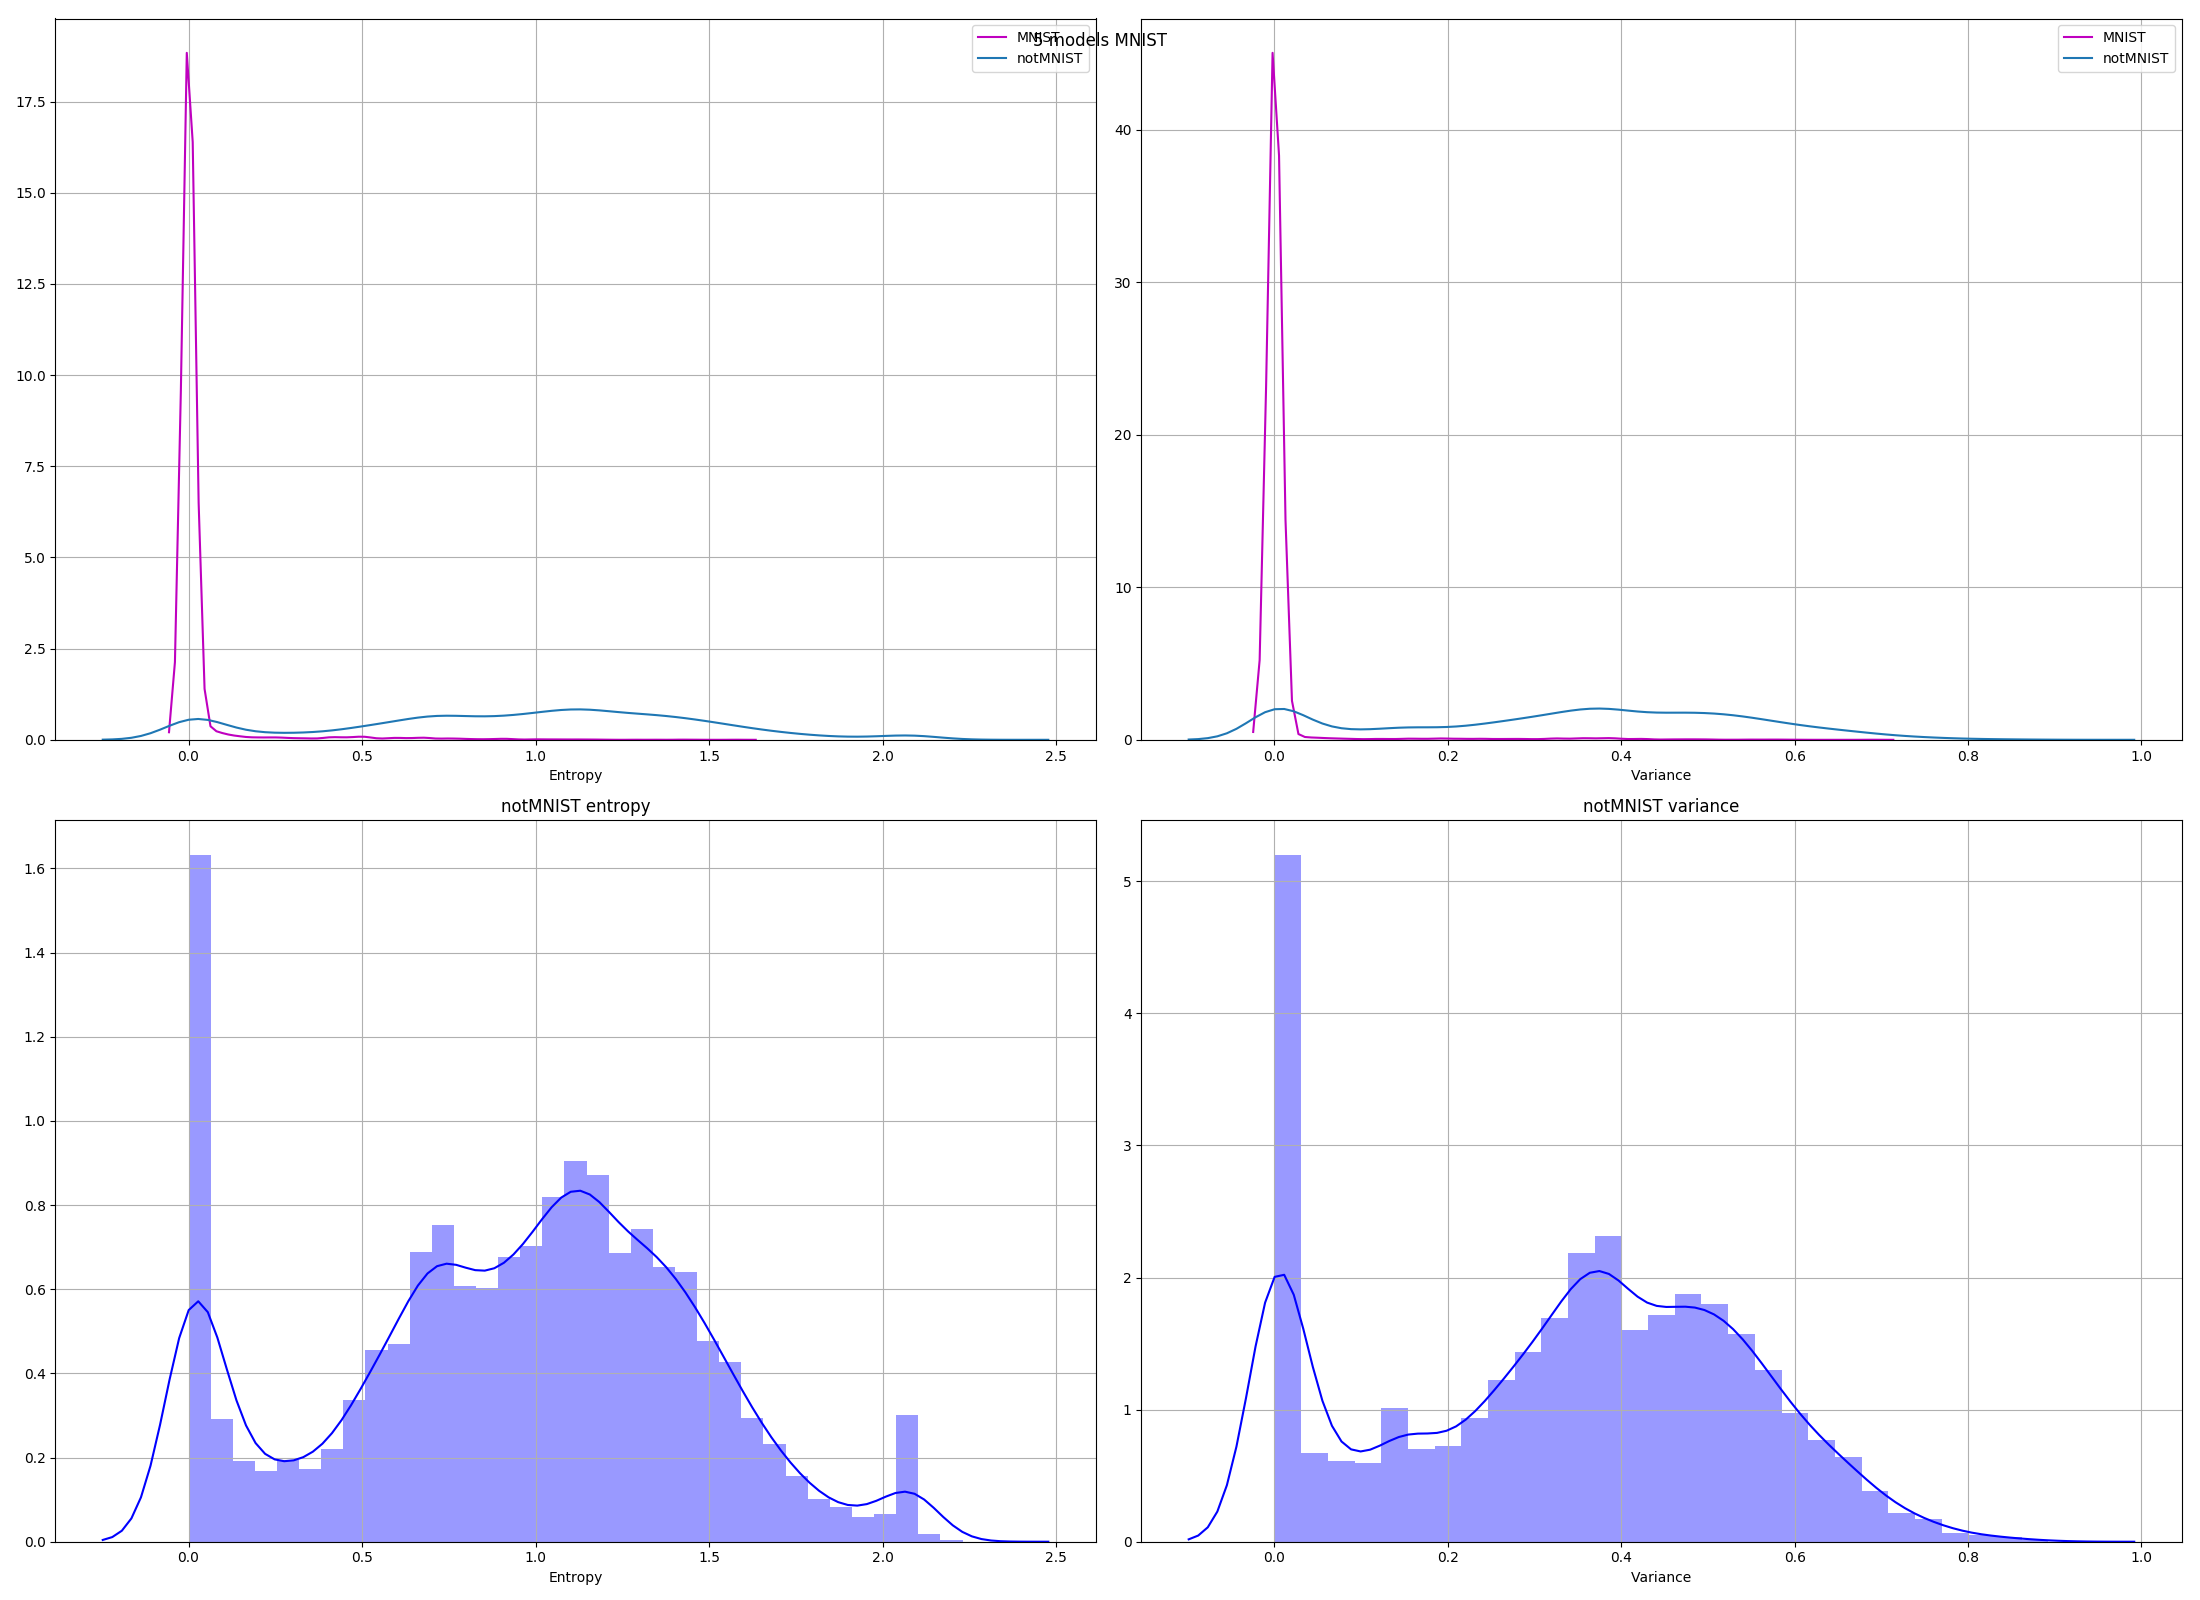 5 models MNIST
MNIST
notMNIST
17.5
15.0
12.5
10.0
7.5
5.0
2.5
0.0
0.0 0.5 1.0 1.5 2.0 2.5
Entropy
MNIST
notMNIST
40
30
20
10
0
0.0 0.2 0.4 0.6 0.8 1.0
Variance
notMNIST entropy
1.6
1.4
1.2
1.0
0.8
0.6
0.4
0.2
0.0
0.0 0.5 1.0 1.5 2.0 2.5
Entropy
notMNIST variance
5
4
3
2
1
0
0.0 0.2 0.4 0.6 0.8 1.0
Variance